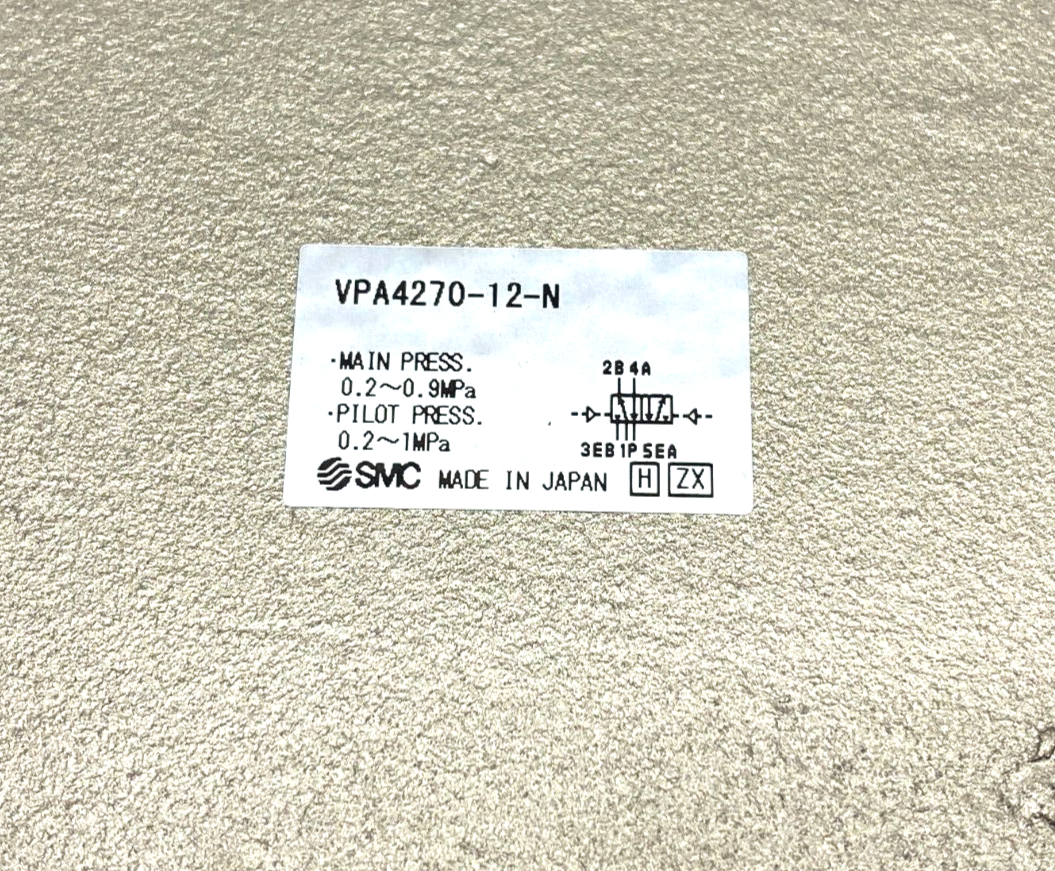 VPA4270-12-N
·MAIN PRESS.
0.2～0.9MPa
·PILOT PRESS.
0.2～1MPa
2B 4A
3EB 1P 5EA
SMC MADE IN JAPAN H ZX